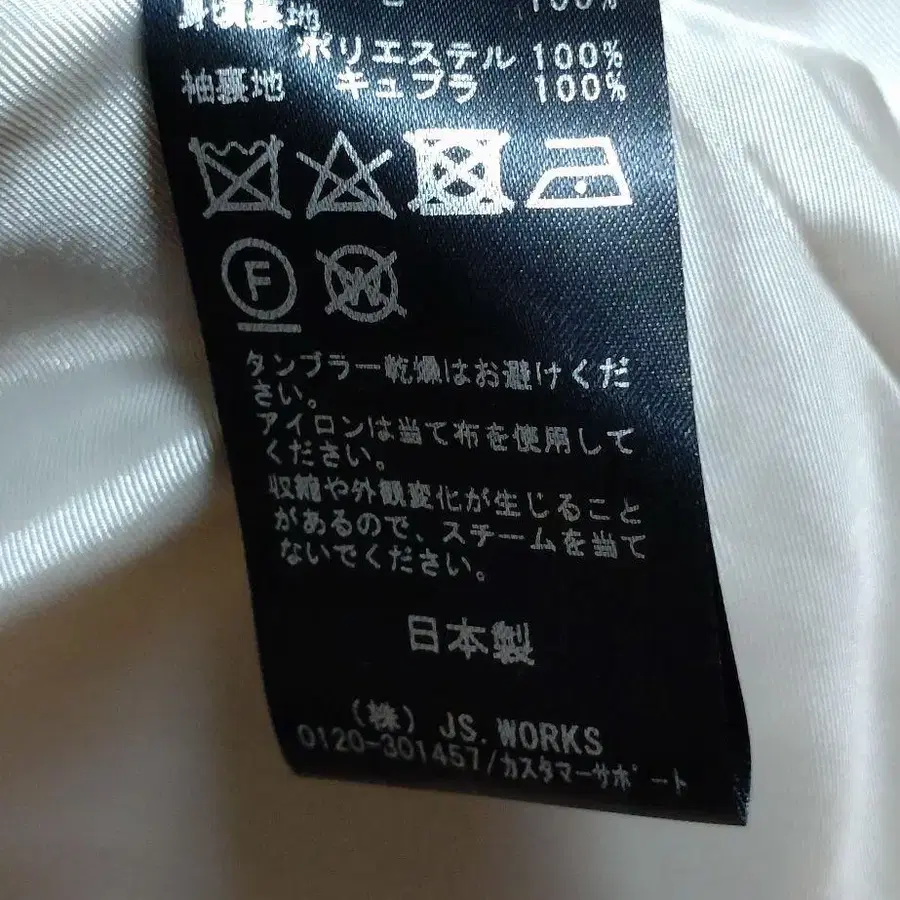 100%
身頃裏地
ポリエステル 100%
袖裏地 キュプラ 100%
F
W
タンブラー乾燥はお避けくだ
さい。
アイロンは当て布を使用して
ください。
収縮や外観変化が生じること
があるので、スチームを当て
ないでください。
日本製
(株) JS.WORKS
0120-301457/カスタマーサポート